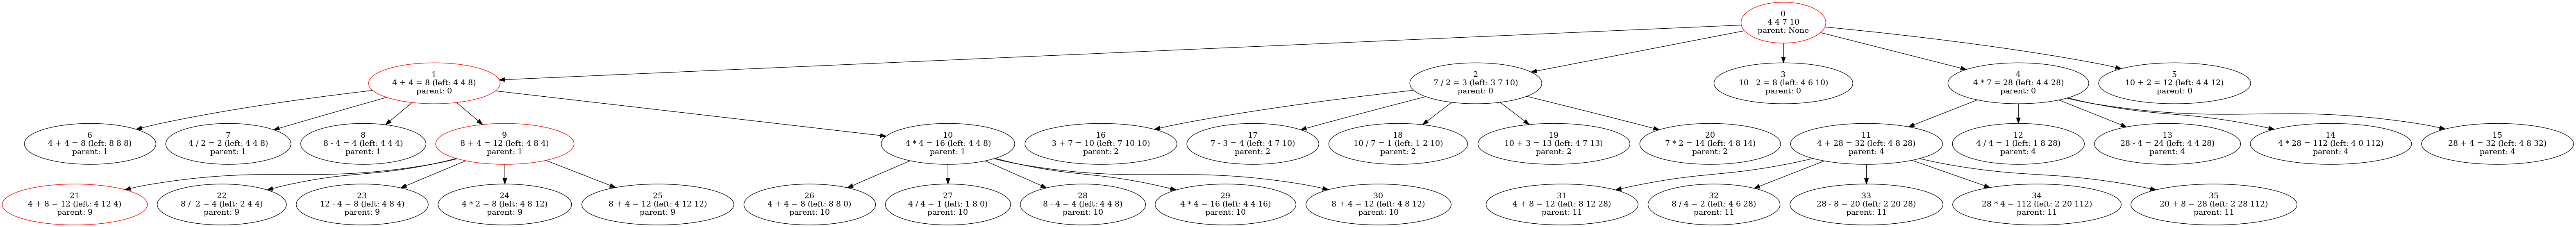 0
4 4 7 10
parent: None
1
4 + 4 = 8 (left: 4 4 8)
parent: 0
2
7 / 2 = 3 (left: 3 7 10)
parent: 0
3
10 - 2 = 8 (left: 4 6 10)
parent: 0
4
4 * 7 = 28 (left: 4 4 28)
parent: 0
5
10 + 2 = 12 (left: 4 4 12)
parent: 0
6
4 + 4 = 8 (left: 8 8 8)
parent: 1
7
4 / 2 = 2 (left: 4 4 8)
parent: 1
8
8 - 4 = 4 (left: 4 4 4)
parent: 1
9
8 + 4 = 12 (left: 4 8 4)
parent: 1
10
4 * 4 = 16 (left: 4 4 8)
parent: 1
16
3 + 7 = 10 (left: 7 10 10)
parent: 2
17
7 - 3 = 4 (left: 4 7 10)
parent: 2
18
10 / 7 = 1 (left: 1 2 10)
parent: 2
19
10 + 3 = 13 (left: 4 7 13)
parent: 2
20
7 * 2 = 14 (left: 4 8 14)
parent: 2
11
4 + 28 = 32 (left: 4 8 28)
parent: 4
12
4 / 4 = 1 (left: 1 8 28)
parent: 4
13
28 - 4 = 24 (left: 4 4 28)
parent: 4
14
4 * 28 = 112 (left: 4 0 112)
parent: 4
15
28 + 4 = 32 (left: 4 8 32)
parent: 4
21
4 + 8 = 12 (left: 4 12 4)
parent: 9
22
8 /  2 = 4 (left: 2 4 4)
parent: 9
23
12 - 4 = 8 (left: 4 8 4)
parent: 9
24
4 * 2 = 8 (left: 4 8 12)
parent: 9
25
8 + 4 = 12 (left: 4 12 12)
parent: 9
26
4 + 4 = 8 (left: 8 8 0)
parent: 10
27
4 / 4 = 1 (left: 1 8 0)
parent: 10
28
8 - 4 = 4 (left: 4 4 8)
parent: 10
29
4 * 4 = 16 (left: 4 4 16)
parent: 10
30
8 + 4 = 12 (left: 4 8 12)
parent: 10
31
4 + 8 = 12 (left: 8 12 28)
parent: 11
32
8 / 4 = 2 (left: 4 6 28)
parent: 11
33
28 - 8 = 20 (left: 2 20 28)
parent: 11
34
28 * 4 = 112 (left: 2 20 112)
parent: 11
35
20 + 8 = 28 (left: 2 28 112)
parent: 11